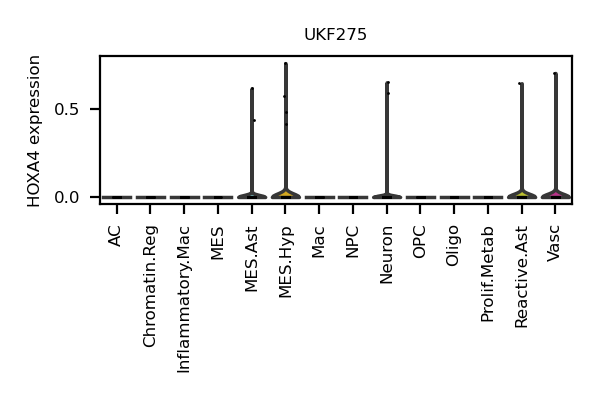 UKF275
HOXA4 expression
0.5
0.0
AC
Chromatin.Reg
Inflammatory.Mac
MES
MES.Ast
MES.Hyp
Mac
NPC
Neuron
OPC
Oligo
Prolif.Metab
Reactive.Ast
Vasc